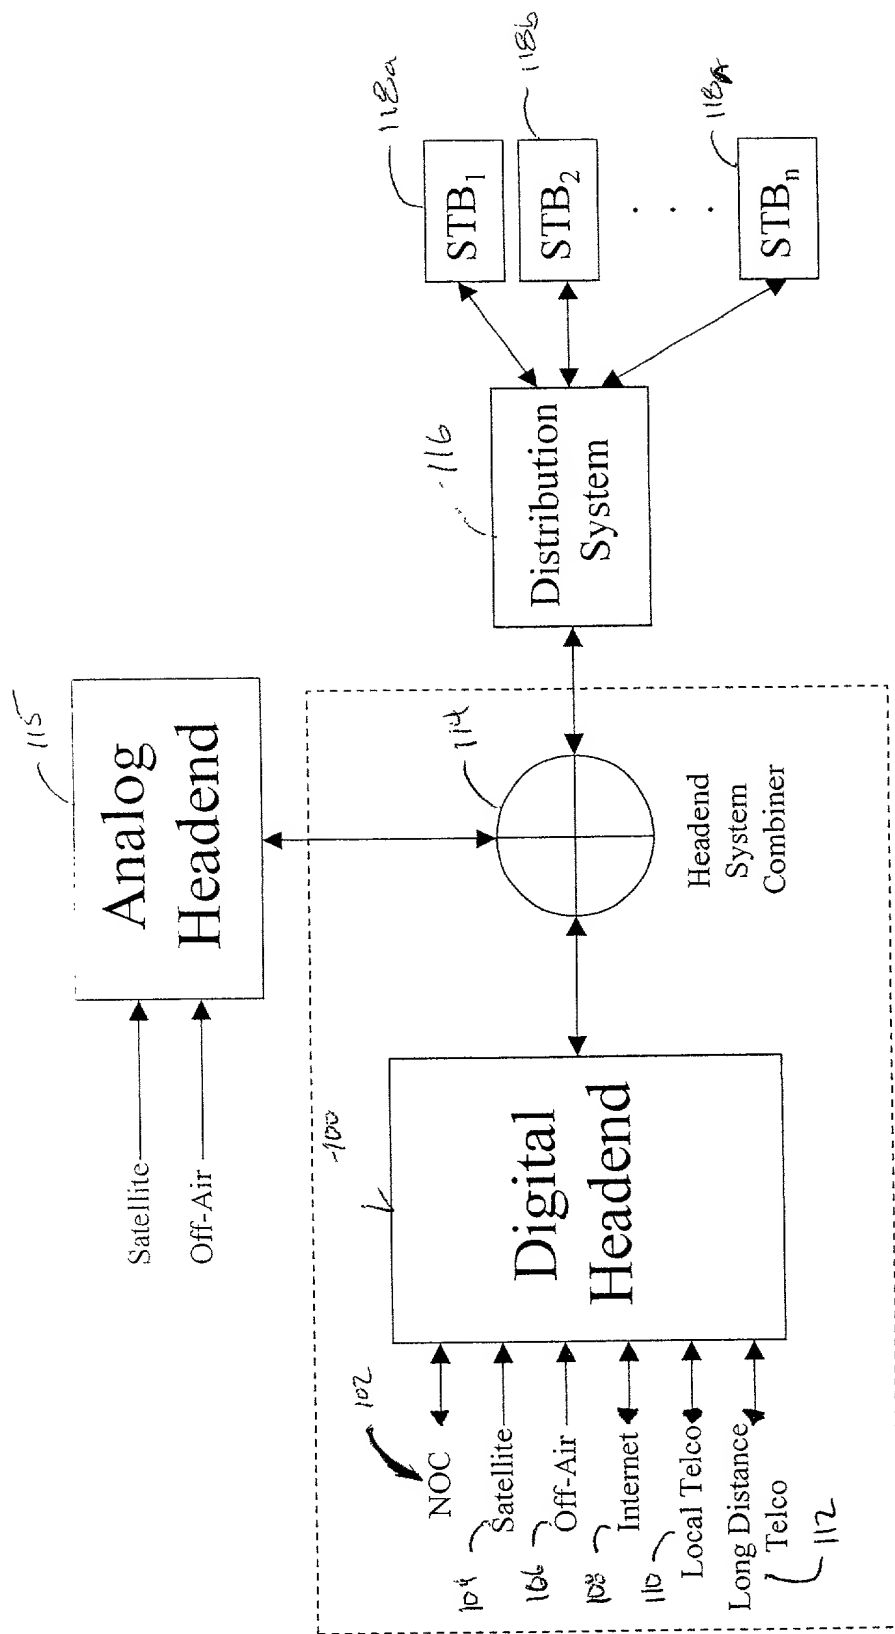 Satellite
Off-Air
Analog
Headend
115
100
102
NOC
104
Satellite
106
Off-Air
108
Internet
110
Local Telco
Long Distance
Telco
112
Digital
Headend
114
Headend
System
Combiner
116
Distribution
System
118a
STB1
118b
STB2
. . .
118n
STBn